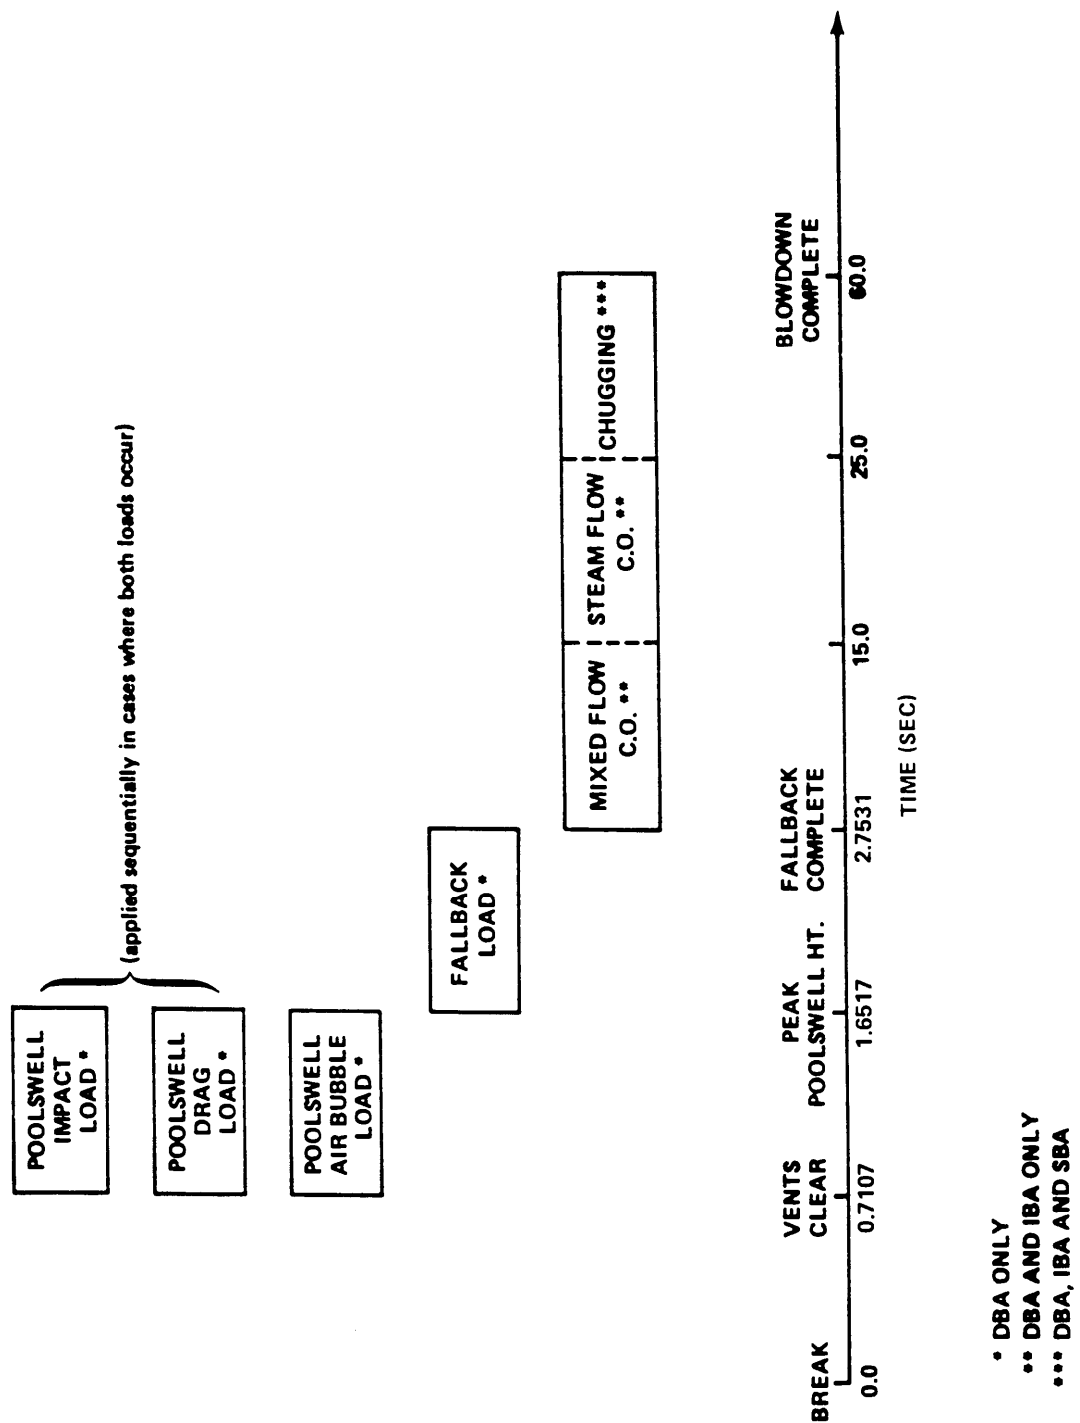 POOLSWELL
IMPACT
LOAD *
POOLSWELL
DRAG
LOAD *
(applied sequentially in cases where both loads occur)
POOLSWELL
AIR BUBBLE
LOAD *
FALLBACK
LOAD *
MIXED FLOW
C.O. **
STEAM FLOW
C.O. **
CHUGGING ***
BREAK
VENTS
CLEAR
PEAK
POOLSWELL HT.
FALLBACK
COMPLETE
BLOWDOWN
COMPLETE
0.0
0.7107
1.6517
2.7531
15.0
25.0
60.0
TIME (SEC)
* DBA ONLY
** DBA AND IBA ONLY
*** DBA, IBA AND SBA